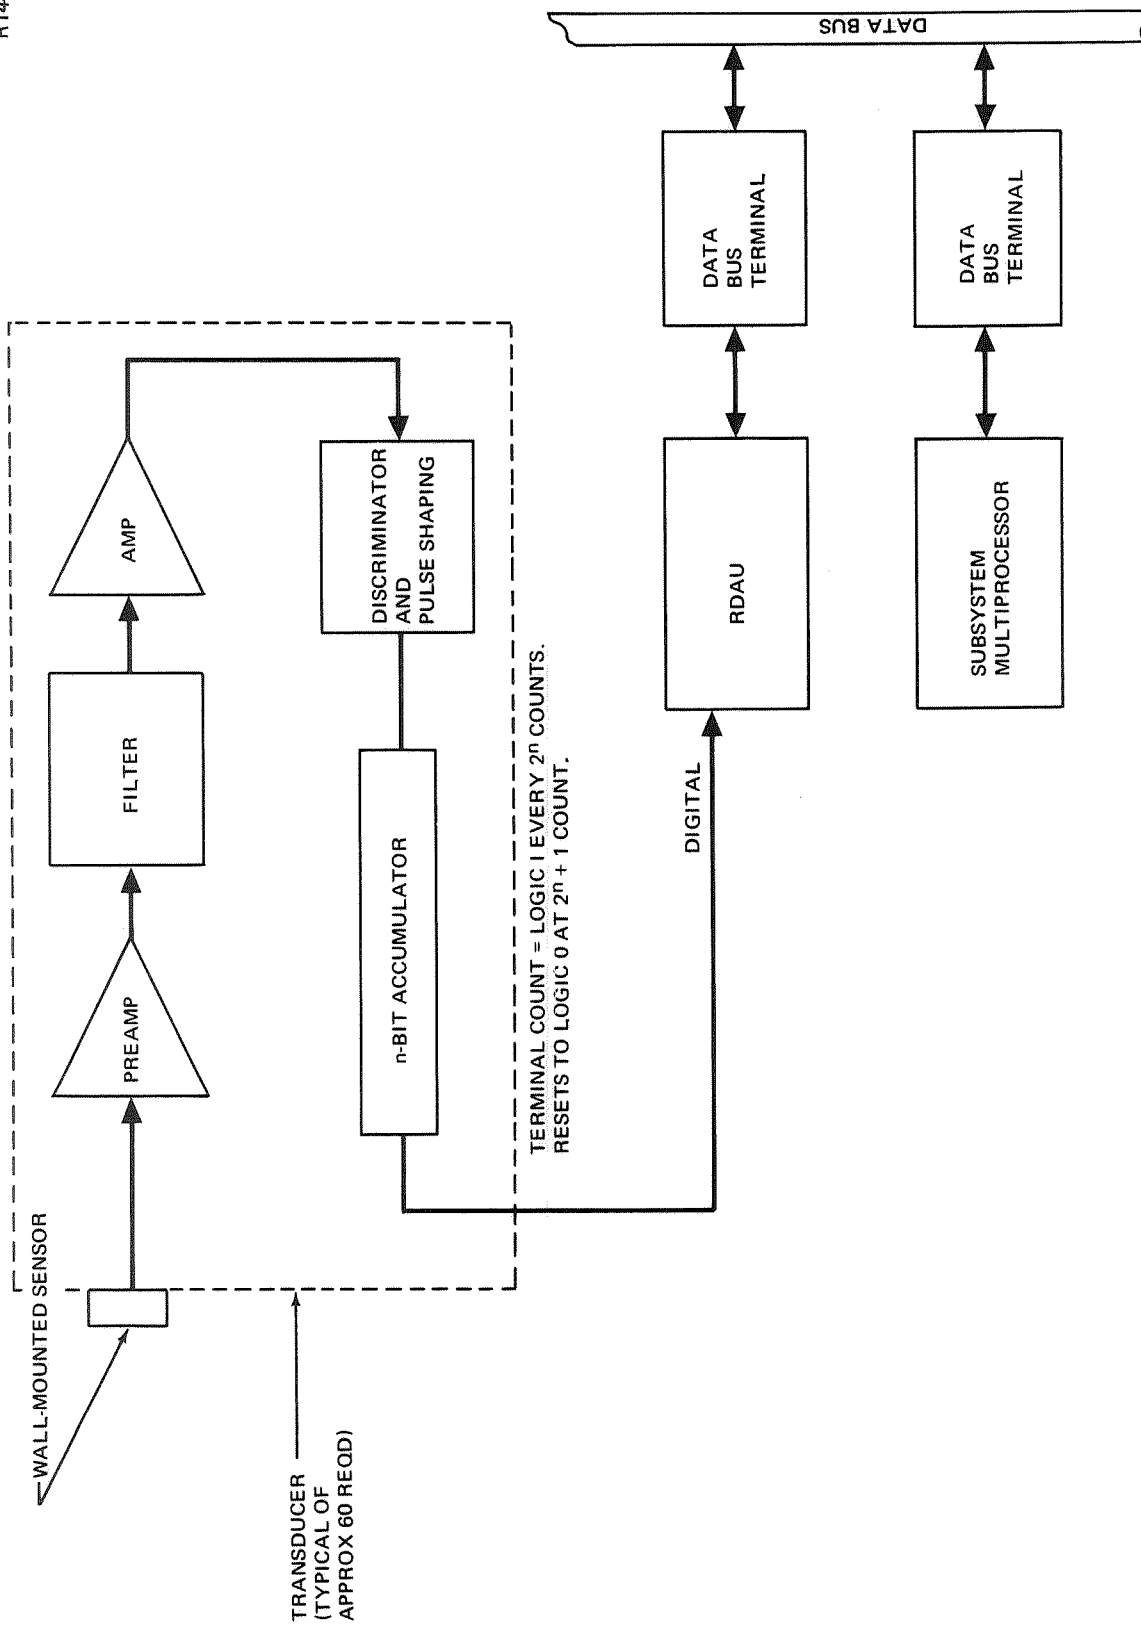 R14
WALL-MOUNTED SENSOR
PREAMP
FILTER
AMP
TRANSDUCER
(TYPICAL OF
APPROX 60 REQD)
n-BIT ACCUMULATOR
DISCRIMINATOR
AND
PULSE SHAPING
TERMINAL COUNT = LOGIC I EVERY 2ⁿ COUNTS.
RESETS TO LOGIC 0 AT 2ⁿ + 1 COUNT.
DIGITAL
RDAU
DATA
BUS
TERMINAL
SUBSYSTEM
MULTIPROCESSOR
DATA
BUS
TERMINAL
DATA BUS